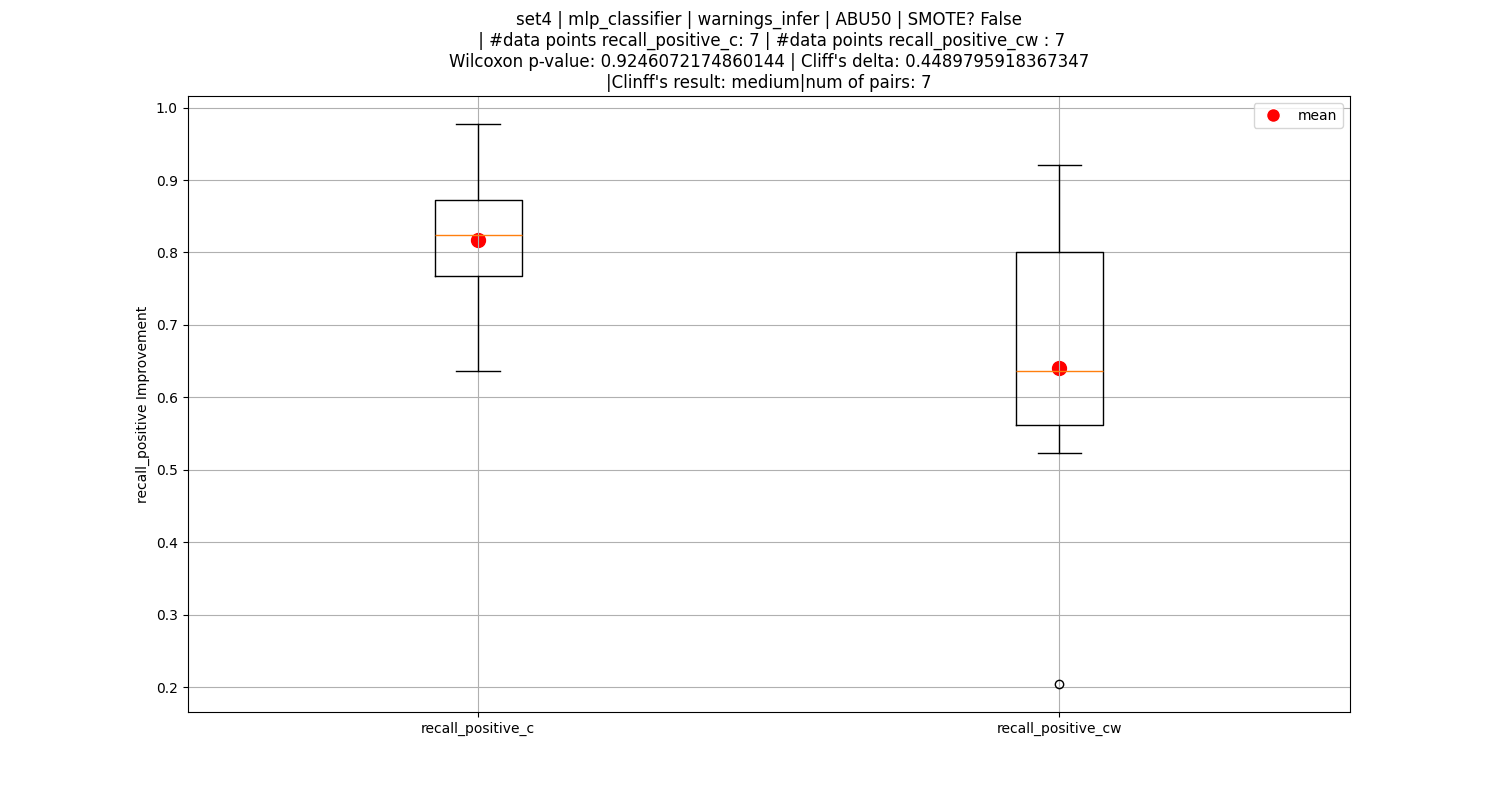 set4 | mlp_classifier | warnings_infer | ABU50 | SMOTE? False
| #data points recall_positive_c: 7 | #data points recall_positive_cw : 7
Wilcoxon p-value: 0.9246072174860144 | Cliff's delta: 0.4489795918367347
|Clinff's result: medium|num of pairs: 7
mean
1.0
0.9
0.8
0.7
0.6
0.5
0.4
0.3
0.2
recall_positive Improvement
recall_positive_c
recall_positive_cw